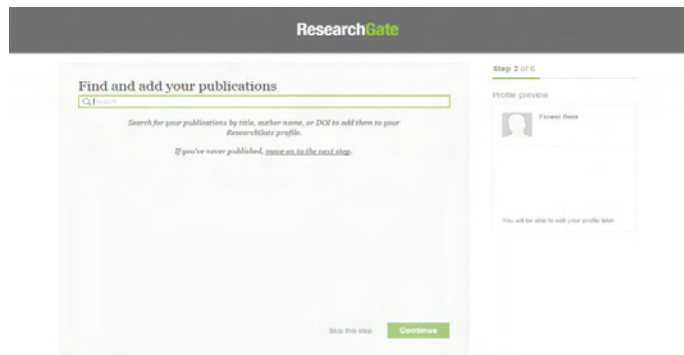 ResearchGate
Step 2 of 6
Find and add your publications
Profile preview
Search
Flower Bees
Search for your publications by title, author name, or DOI to add them to your
ResearchGate profile.
If you've never published, move on to the next step.
You will be able to edit your profile later
Skip this step
Continue